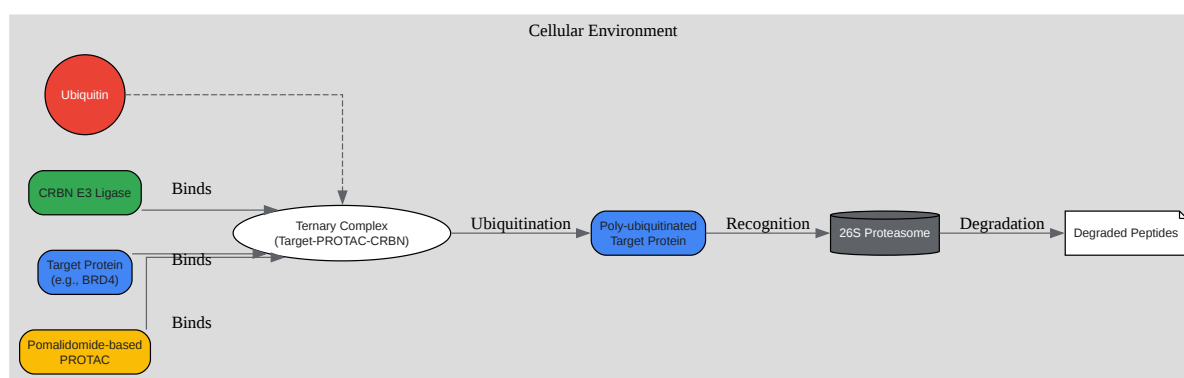 Cellular Environment
Ubiquitin
CRBN E3 Ligase
Binds
Target Protein
(e.g., BRD4)
Binds
Pomalidomide-based
PROTAC
Binds
Ternary Complex
(Target-PROTAC-CRBN)
Ubiquitination
Poly-ubiquitinated
Target Protein
Recognition
26S Proteasome
Degradation
Degraded Peptides